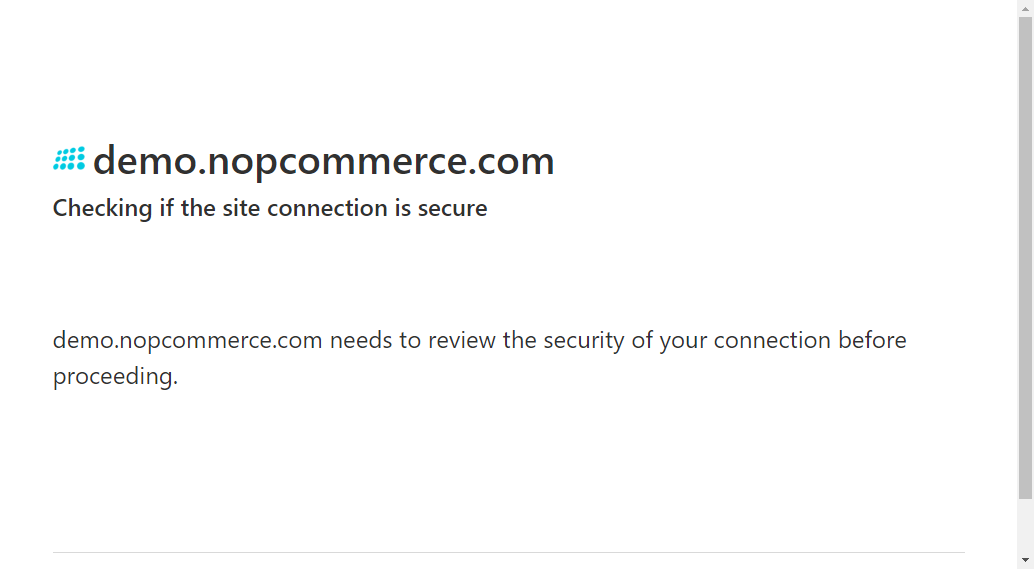 demo.nopcommerce.com
Checking if the site connection is secure
demo.nopcommerce.com needs to review the security of your connection before
proceeding.